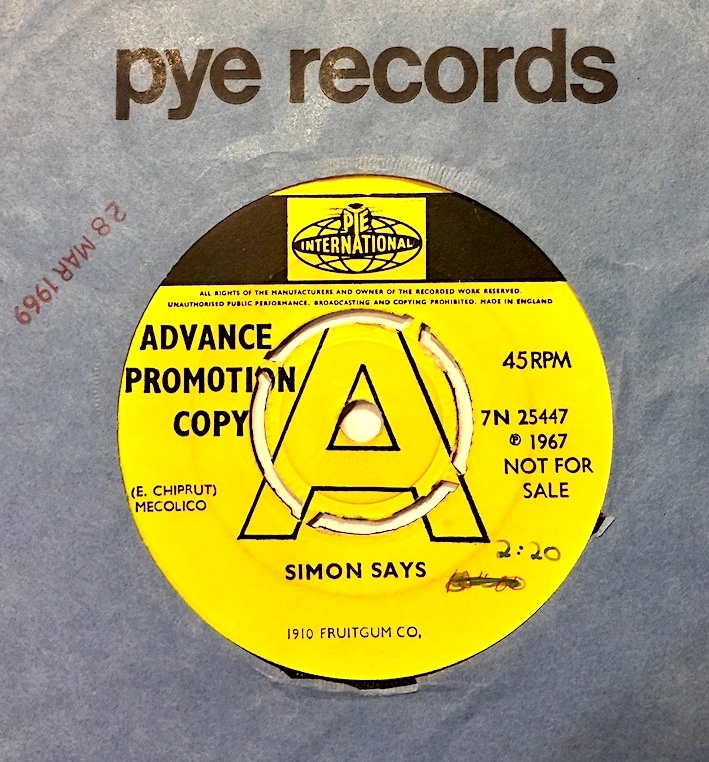 pye records
28 MAR 1969
PYE
INTERNATIONAL
ALL RIGHTS OF THE MANUFACTURERS AND OWNER OF THE RECORDED WORK RESERVED.
UNAUTHORISED PUBLIC PERFORMANCE, BROADCASTING AND COPYING PROHIBITED. MADE IN ENGLAND
ADVANCE
PROMOTION
COPY
A
45 RPM
7N 25447
℗ 1967
NOT FOR
SALE
(E. CHIPRUT)
MECOLICO
2:20
SIMON SAYS
1910 FRUITGUM CO,